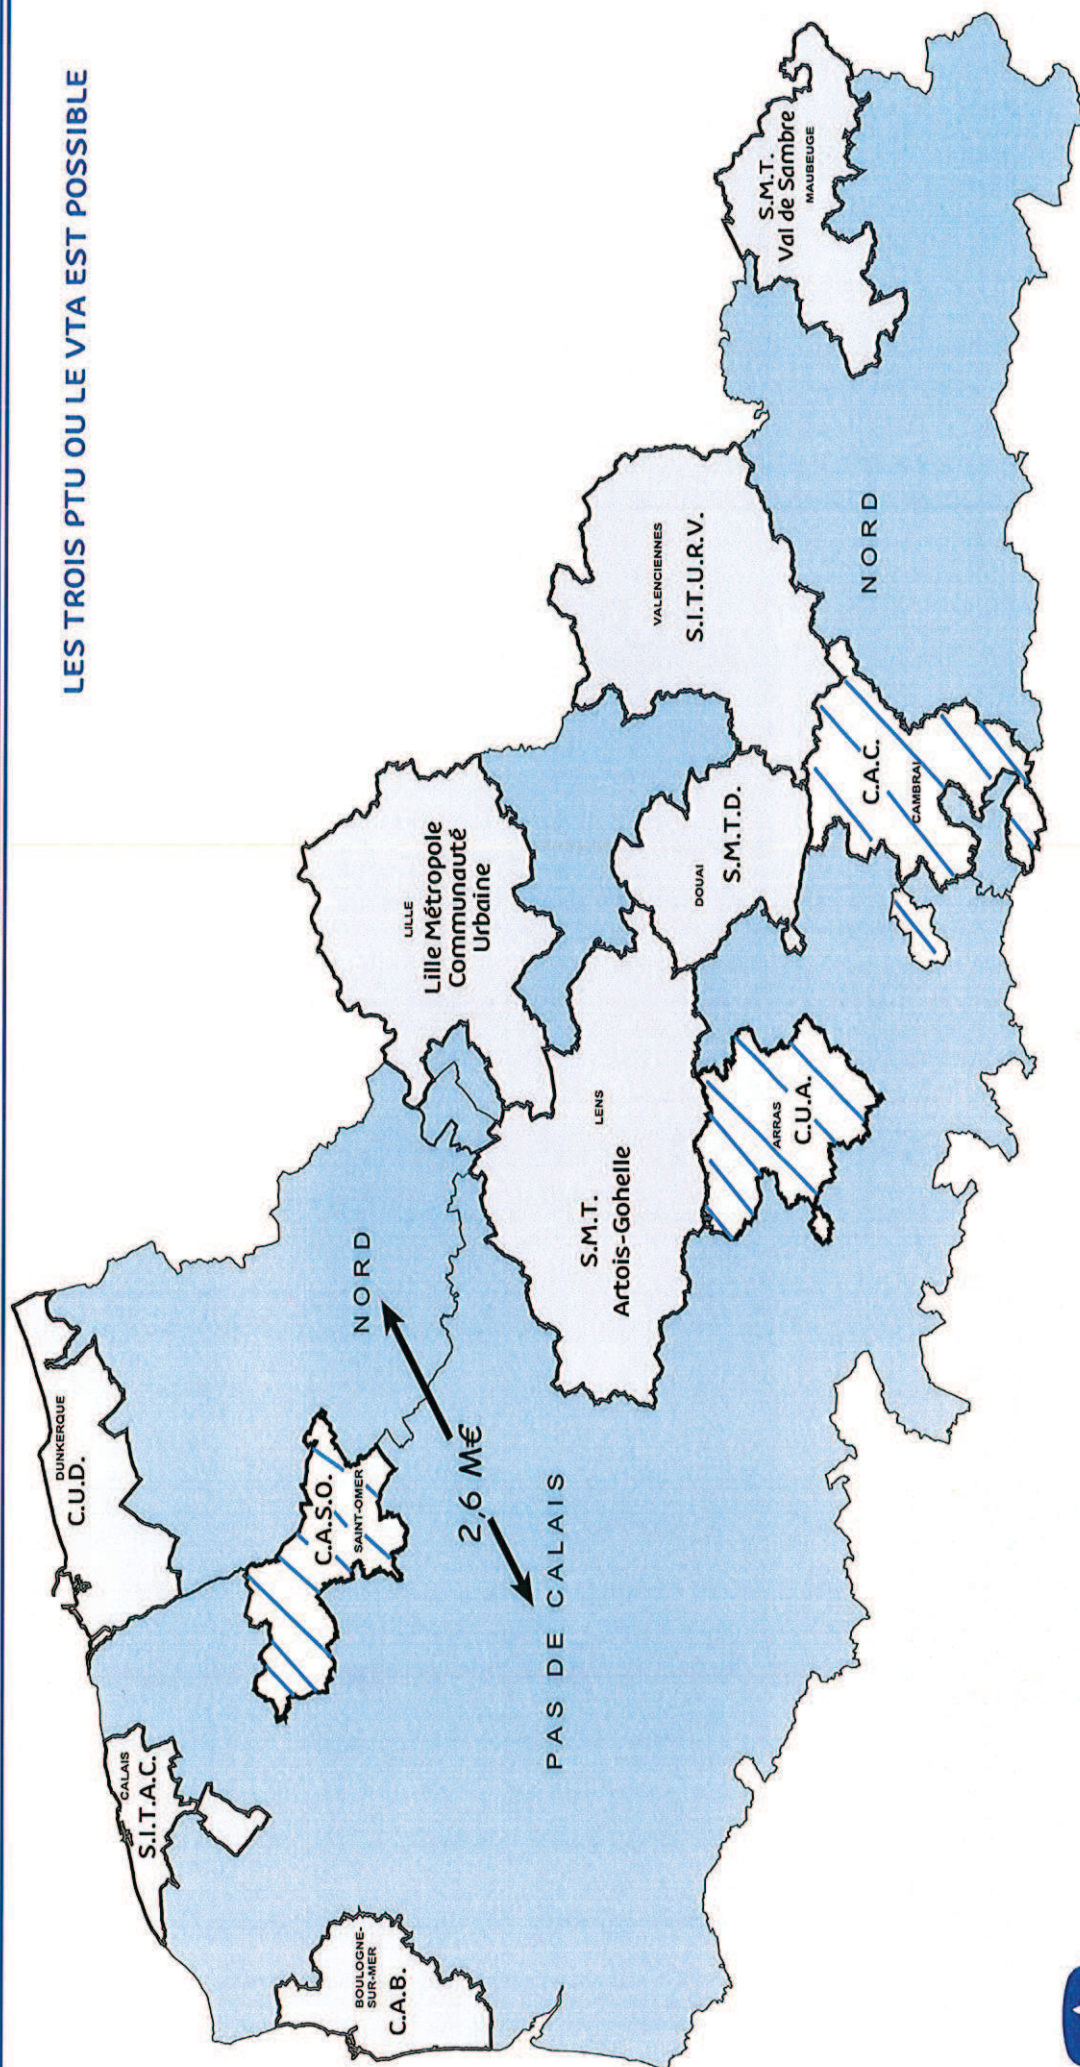 LES TROIS PTU OU LE VTA EST POSSIBLE
DUNKERQUE
C.U.D.
CALAIS
S.I.T.A.C.
BOULOGNE-
SUR-MER
C.A.B.
C.A.S.O.
SAINT-OMER
NORD
2,6 M€
PAS DE CALAIS
LILLE
Lille Métropole
Communauté
Urbaine
LENS
S.M.T.
Artois-Gohelle
DOUAI
S.M.T.D.
ARRAS
C.U.A.
VALENCIENNES
S.I.T.U.R.V.
C.A.C.
CAMBRAI
NORD
S.M.T.
Val de Sambre
MAUBEUGE